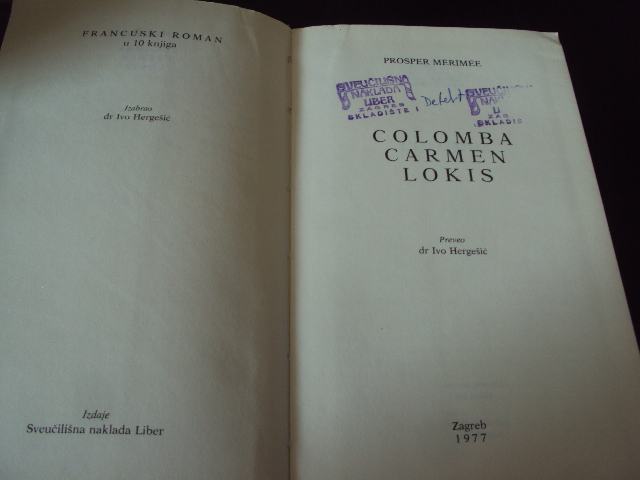 FRANCUSKI ROMAN
u 10 knjiga
Izabrao
dr Ivo Hergešić
Izdaje
Sveučilišna naklada Liber
PROSPER MERIMÉE
SVEUČILIŠNA
NAKLADA
LIBER
ZAGREB
SKLADIŠTE 1
Defekt
COLOMBA
CARMEN
LOKIS
Preveo
dr Ivo Hergešić
Zagreb
1977